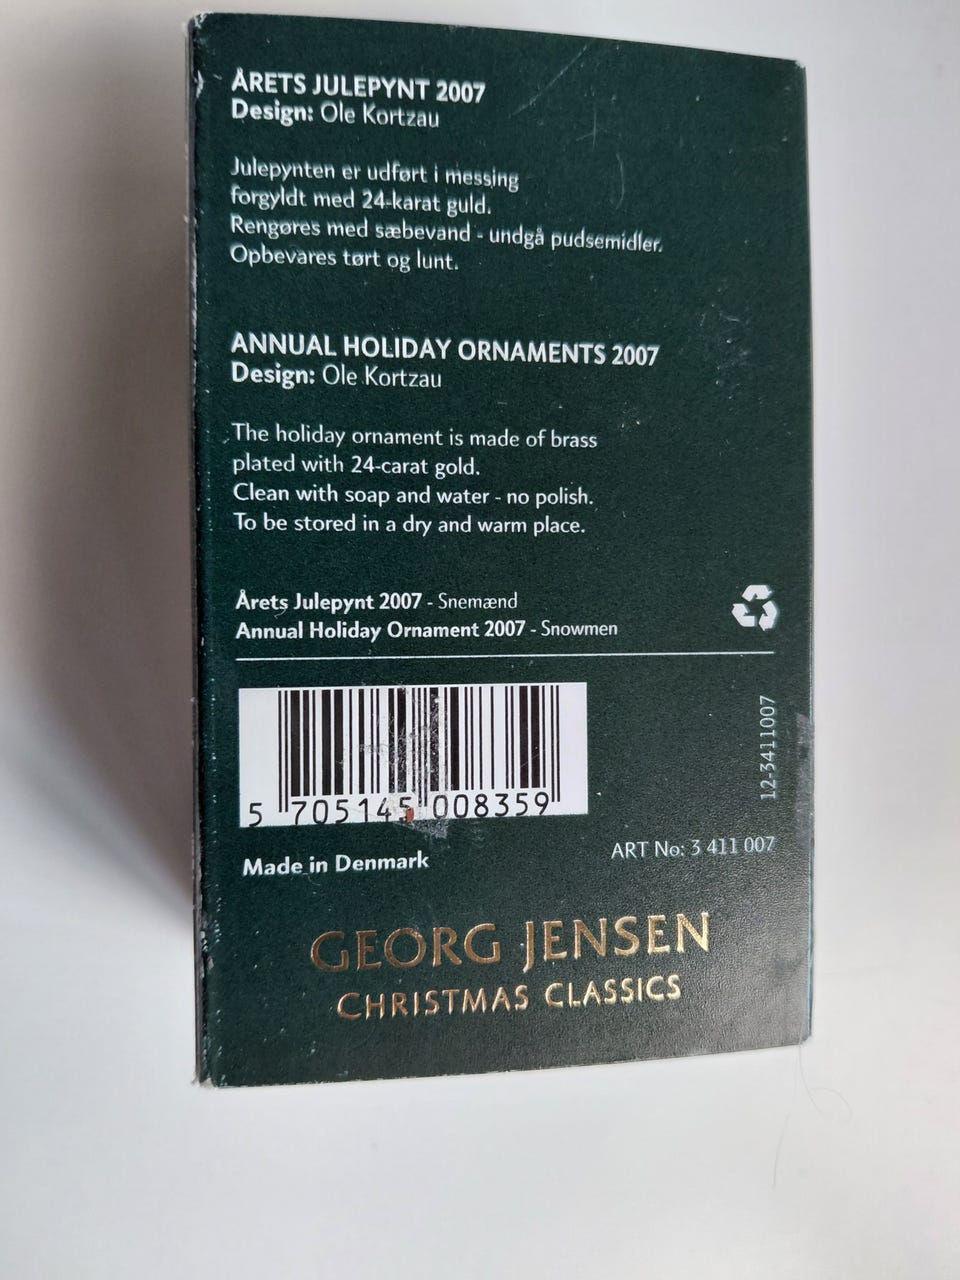 ÅRETS JULEPYNT 2007
Design: Ole Kortzau
Julepynten er udført i messing
forgyldt med 24-karat guld.
Rengøres med sæbevand - undgå pudsemidler.
Opbevares tørt og lunt.
ANNUAL HOLIDAY ORNAMENTS 2007
Design: Ole Kortzau
The holiday ornament is made of brass
plated with 24-carat gold.
Clean with soap and water - no polish.
To be stored in a dry and warm place.
Årets Julepynt 2007 - Snemænd
Annual Holiday Ornament 2007 - Snowmen
5 705145 008359
12-3411007
Made in Denmark
ART No: 3 411 007
GEORG JENSEN
CHRISTMAS CLASSICS